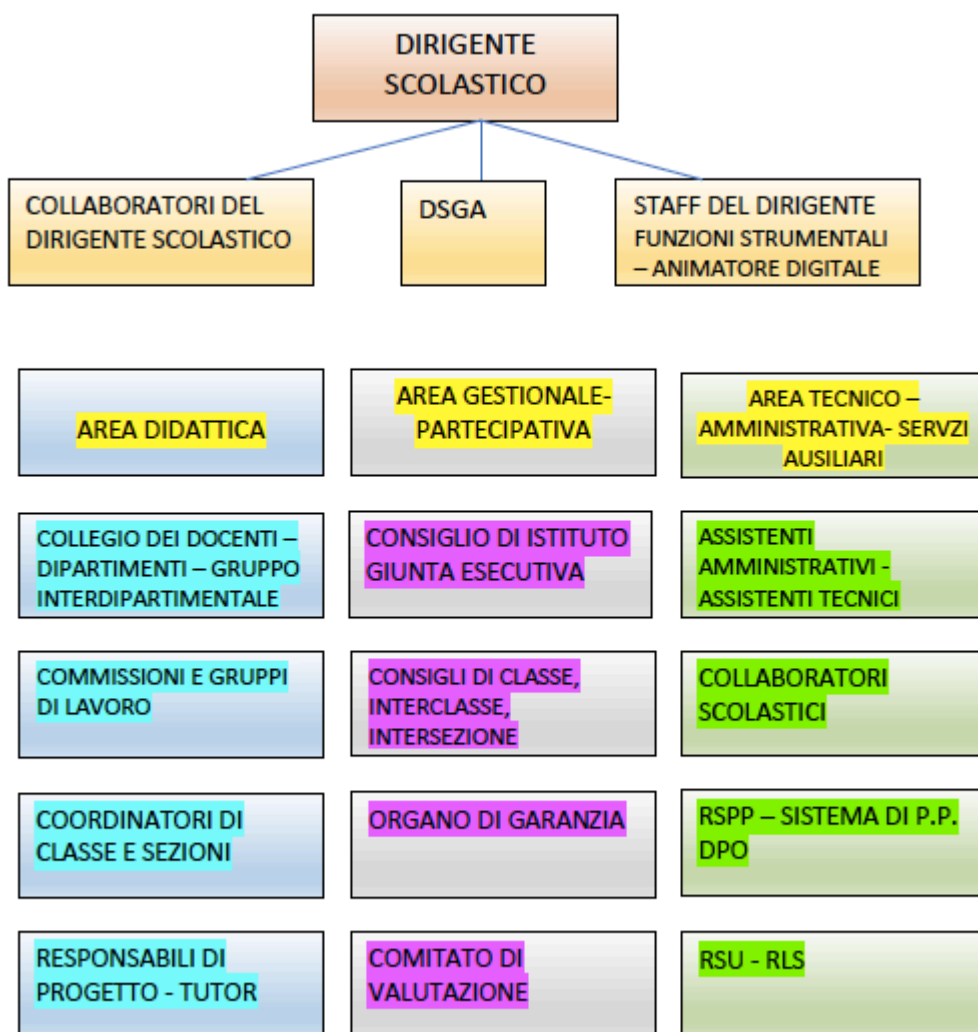 DIRIGENTE
SCOLASTICO
COLLABORATORI DEL
DIRIGENTE SCOLASTICO
DSGA
STAFF DEL DIRIGENTE
FUNZIONI STRUMENTALI
– ANIMATORE DIGITALE
AREA DIDATTICA
AREA GESTIONALE-
PARTECIPATIVA
AREA TECNICO –
AMMINISTRATIVA- SERVZI
AUSILIARI
COLLEGIO DEI DOCENTI –
DIPARTIMENTI – GRUPPO
INTERDIPARTIMENTALE
CONSIGLIO DI ISTITUTO
GIUNTA ESECUTIVA
ASSISTENTI
AMMINISTRATIVI -
ASSISTENTI TECNICI
COMMISSIONI E GRUPPI
DI LAVORO
CONSIGLI DI CLASSE,
INTERCLASSE,
INTERSEZIONE
COLLABORATORI
SCOLASTICI
COORDINATORI DI
CLASSE E SEZIONI
ORGANO DI GARANZIA
RSPP – SISTEMA DI P.P.
DPO
RESPONSABILI DI
PROGETTO - TUTOR
COMITATO DI
VALUTAZIONE
RSU - RLS